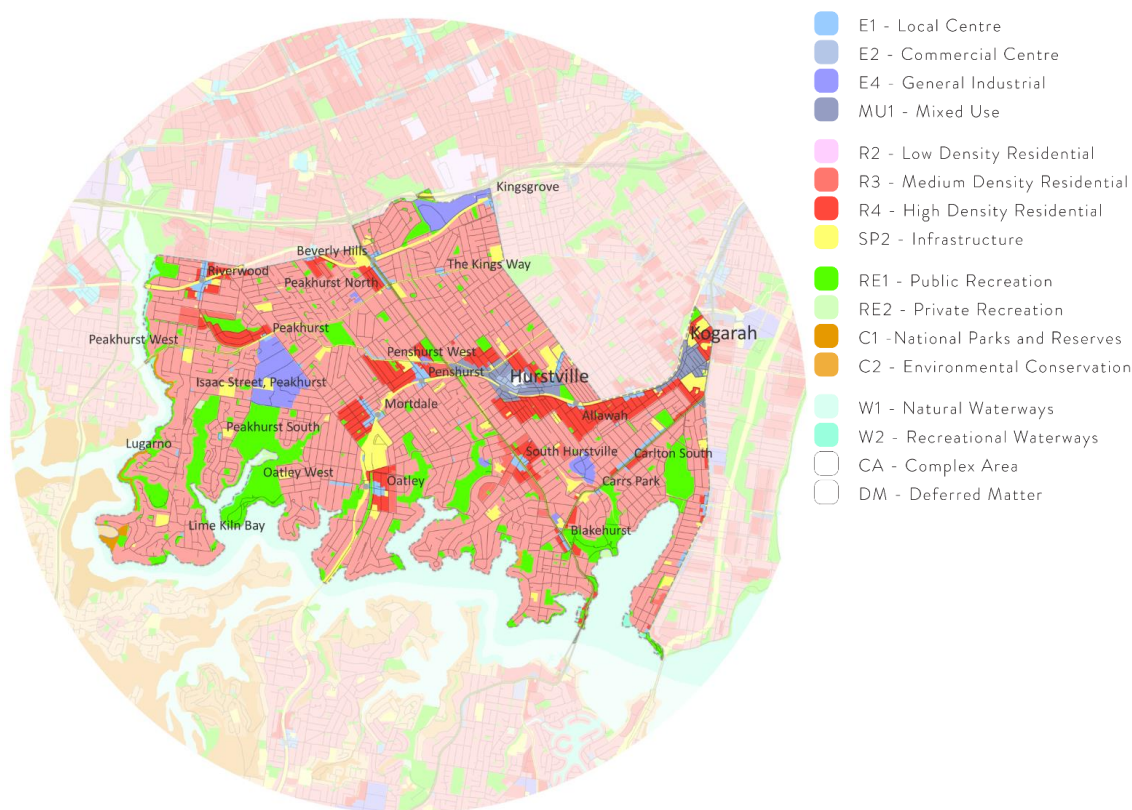 E1 - Local Centre
E2 - Commercial Centre
E4 - General Industrial
MU1 - Mixed Use
R2 - Low Density Residential
R3 - Medium Density Residential
R4 - High Density Residential
SP2 - Infrastructure
RE1 - Public Recreation
RE2 - Private Recreation
C1 -National Parks and Reserves
C2 - Environmental Conservation
W1 - Natural Waterways
W2 - Recreational Waterways
CA - Complex Area
DM - Deferred Matter
Kingsgrove
Beverly Hills
The Kings Way
Riverwood
Peakhurst North
Peakhurst
Kogarah
Peakhurst West
Penshurst West
Penshurst
Hurstville
Isaac Street, Peakhurst
Mortdale
Allawah
Peakhurst South
Lugarno
South Hurstville
Carlton South
Oatley West
Oatley
Carrs Park
Lime Kiln Bay
Blakehurst